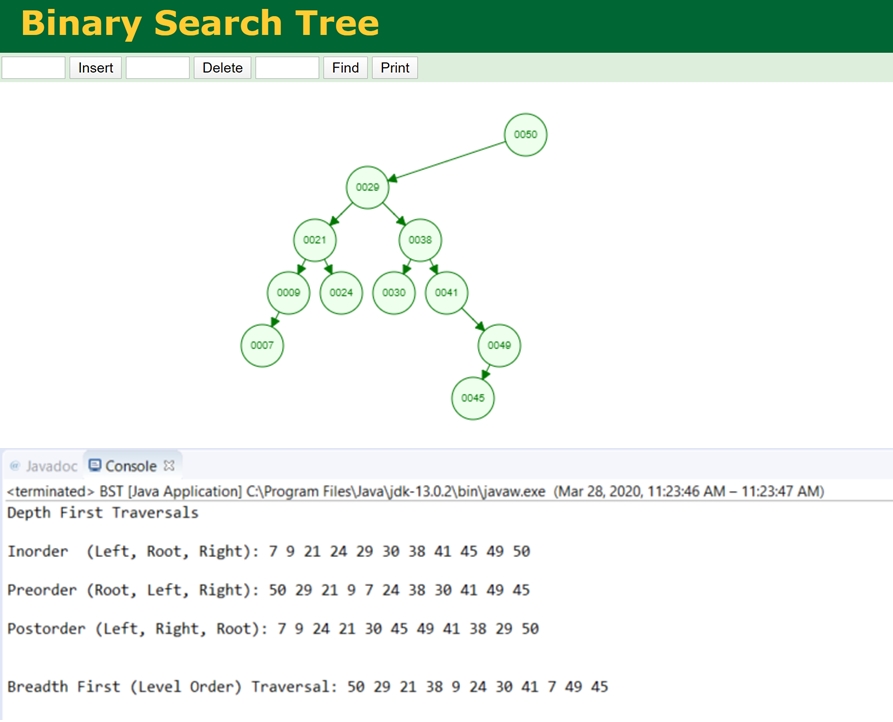 Binary Search Tree
Insert Delete Find Print
0050
0029
0021 0038
0009 0024 0030 0041
0007 0049
0045
Javadoc Console
<terminated> BST [Java Application] C:\Program Files\Java\jdk-13.0.2\bin\javaw.exe (Mar 28, 2020, 11:23:46 AM – 11:23:47 AM)
Depth First Traversals
Inorder (Left, Root, Right): 7 9 21 24 29 30 38 41 45 49 50
Preorder (Root, Left, Right): 50 29 21 9 7 24 38 30 41 49 45
Postorder (Left, Right, Root): 7 9 24 21 30 45 49 41 38 29 50
Breadth First (Level Order) Traversal: 50 29 21 38 9 24 30 41 7 49 45